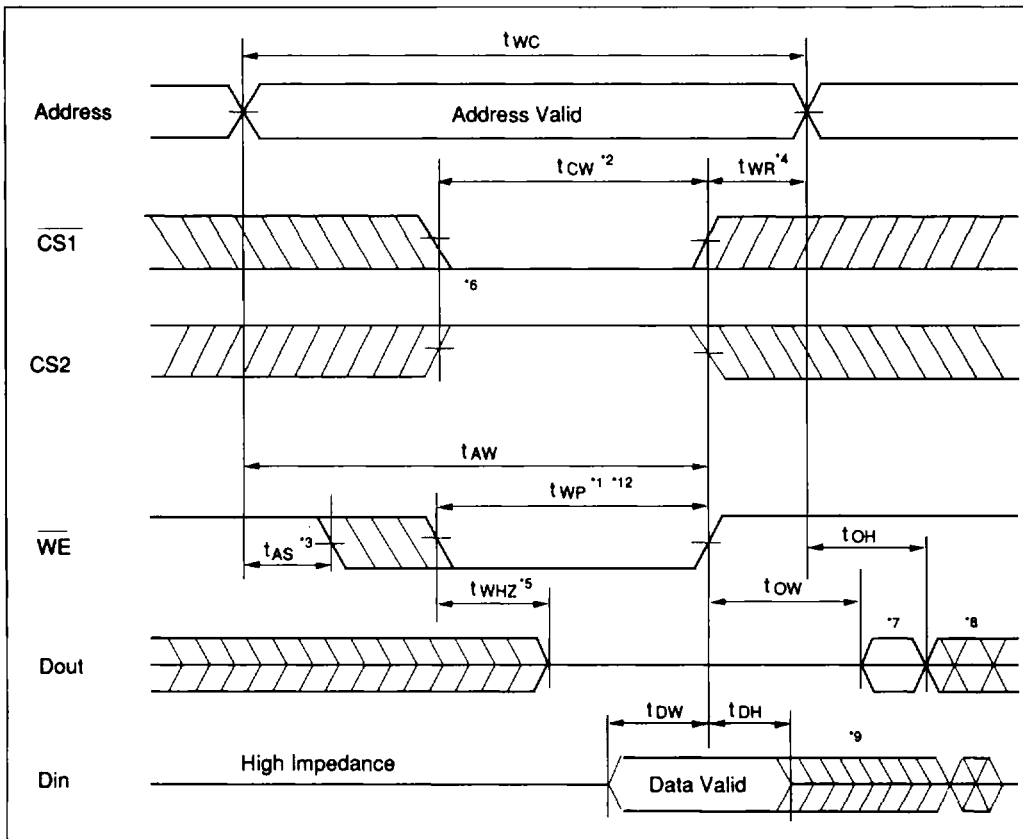 tWC
Address
Address Valid
tCW *2
tWR *4
CS1
*6
CS2
tAW
tWP *1 *12
WE
tAS *3
tOH
tWHZ *5
tOW
*7
*8
Dout
tDW
tDH
*9
High Impedance
Din
Data Valid